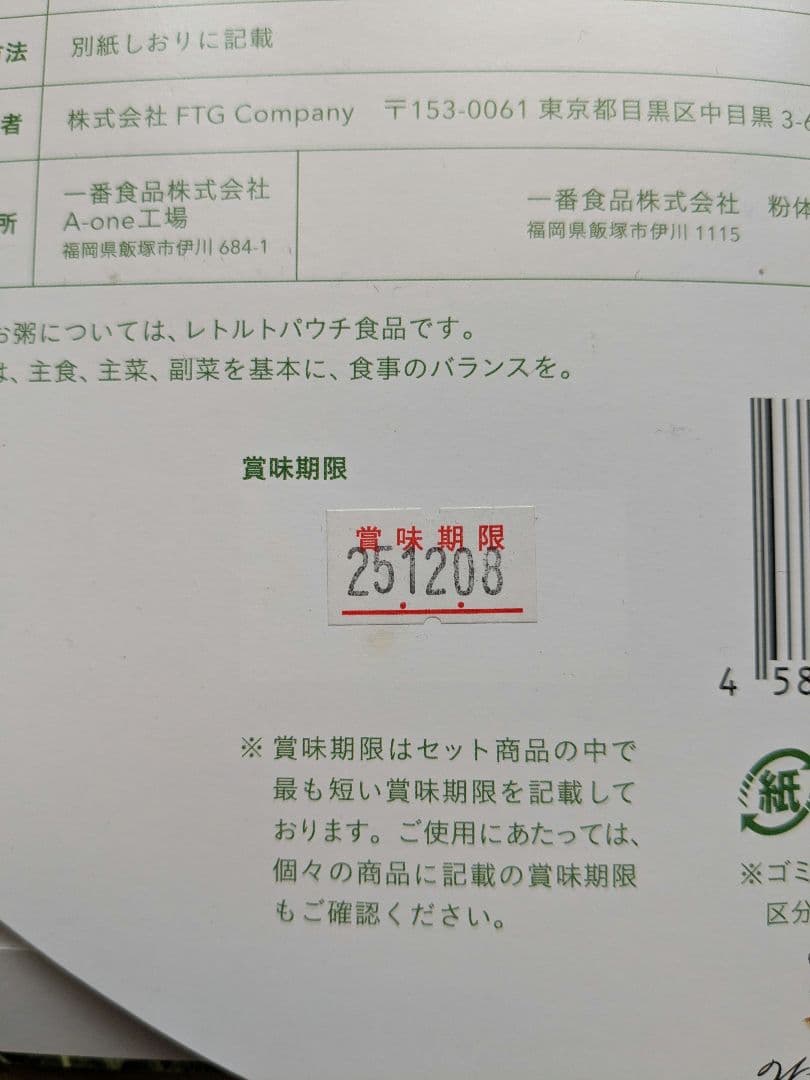 法
別紙しおりに記載
者
株式会社 FTG Company 〒153-0061 東京都目黒区中目黒 3-6
所
一番食品株式会社
A-one工場
福岡県飯塚市伊川 684-1
一番食品株式会社 粉体
福岡県飯塚市伊川 1115
お粥については、レトルトパウチ食品です。
は、主食、主菜、副菜を基本に、食事のバランスを。
賞味期限
賞味期限
251208
4 58
※ 賞味期限はセット商品の中で
最も短い賞味期限を記載して
おります。ご使用にあたっては、
個々の商品に記載の賞味期限
もご確認ください。
紙
※ゴミ
区分